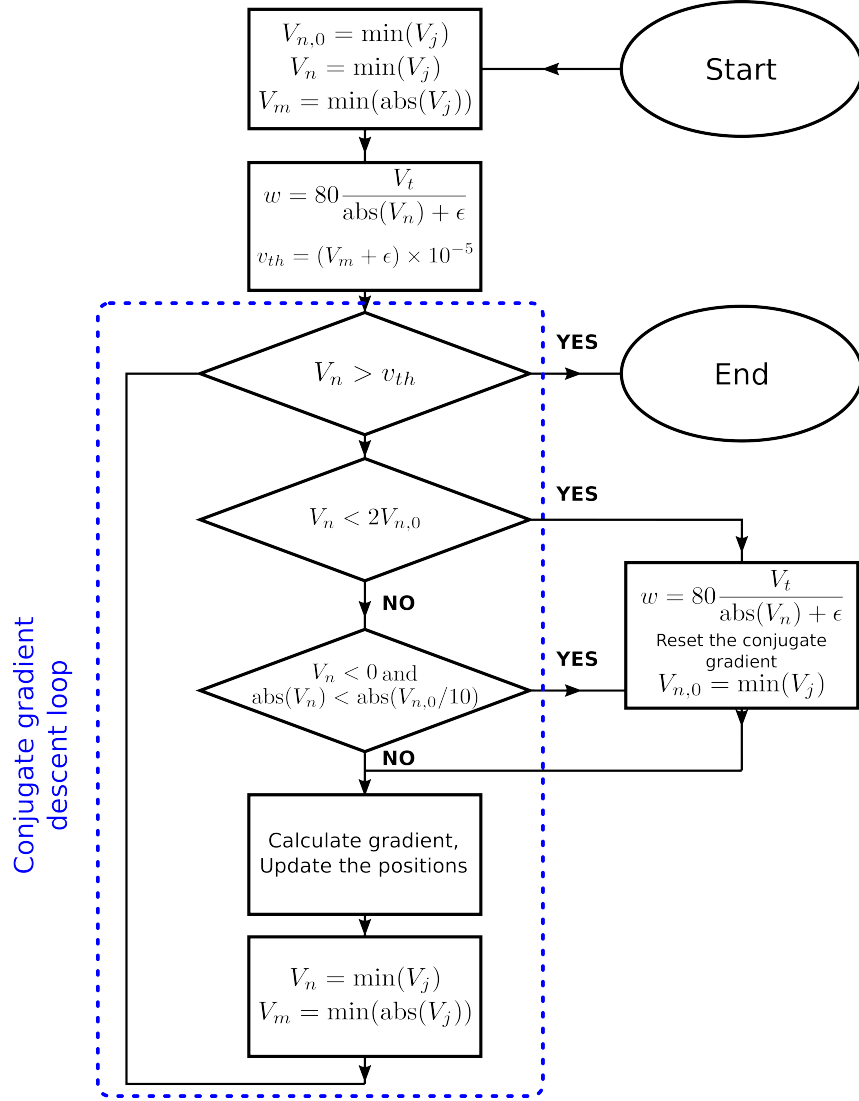 V_{n,0} = min(V_j)
V_n = min(V_j)
V_m = min(abs(V_j))
Start
w = 80 \frac{V_t}{abs(V_n) + ϵ}
v_{th} = (V_m + ϵ) × 10^{-5}
V_n > v_{th}
YES
End
V_n < 2V_{n,0}
YES
NO
w = 80 \frac{V_t}{abs(V_n) + ϵ}
Reset the conjugate
gradient
V_{n,0} = min(V_j)
V_n < 0 and
abs(V_n) < abs(V_{n,0}/10)
YES
NO
Conjugate gradient
descent loop
Calculate gradient,
Update the positions
V_n = min(V_j)
V_m = min(abs(V_j))